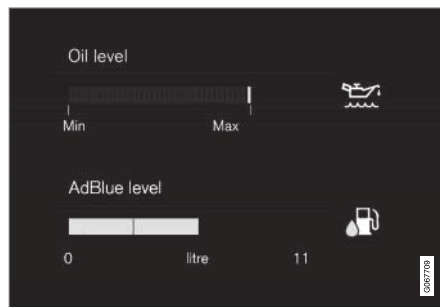 Oil level
Min Max
AdBlue level
0 litre 11
G067709